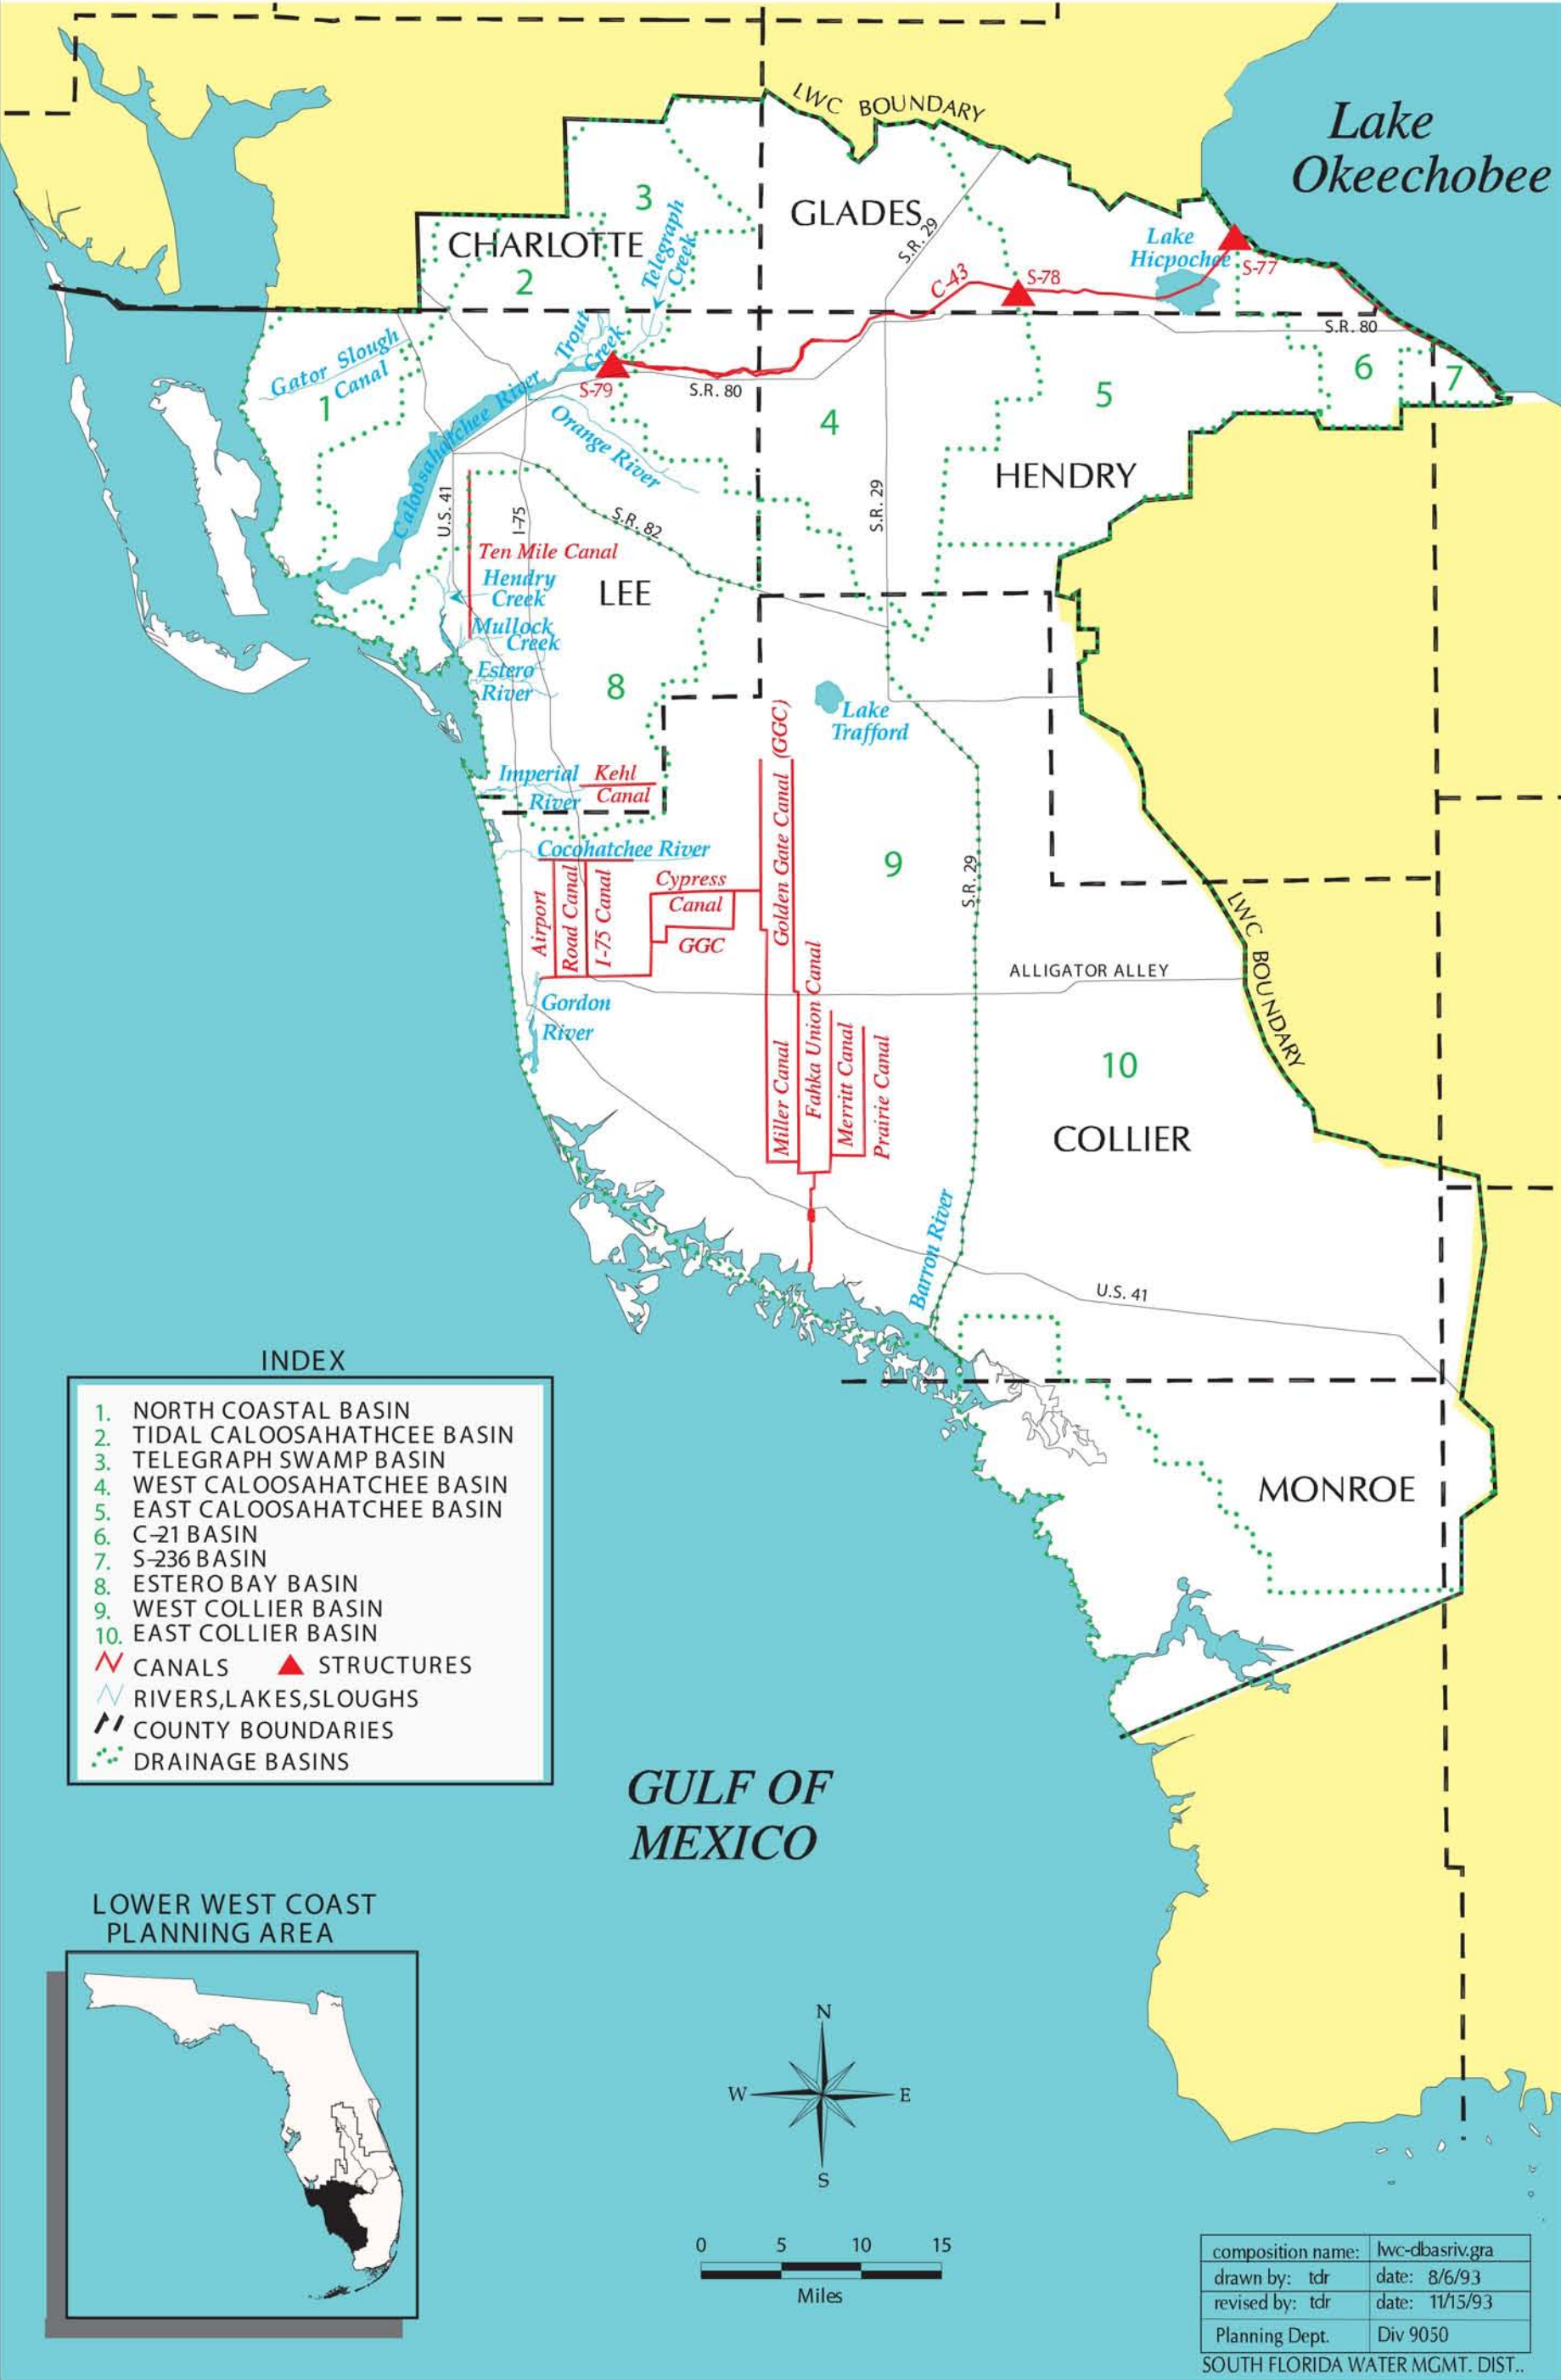 LWC BOUNDARY
Lake
Okeechobee
3
GLADES
CHARLOTTE
2
Telegraph
Creek
S.R. 29
Lake
Hicpochee
S-77
C-43
S-78
S.R. 80
Trout
Creek
Gator Slough
Canal
1
S-79
S.R. 80
6
7
5
4
Caloosahatchee River
Orange River
HENDRY
U.S. 41
I-75
S.R. 82
S.R. 29
Ten Mile Canal
Hendry
Creek
LEE
Mullock
Creek
Estero
River
8
Lake
Trafford
Golden Gate Canal (GGC)
Imperial
River
Kehl
Canal
Cocohatchee River
9
S.R. 29
Airport
Road Canal
I-75 Canal
Cypress
Canal
GGC
LWC BOUNDARY
ALLIGATOR ALLEY
Gordon
River
Miller Canal
Fahka Union Canal
Merritt Canal
Prairie Canal
10
COLLIER
Barron River
U.S. 41
MONROE
INDEX
1. NORTH COASTAL BASIN
2. TIDAL CALOOSAHATHCEE BASIN
3. TELEGRAPH SWAMP BASIN
4. WEST CALOOSAHATCHEE BASIN
5. EAST CALOOSAHATCHEE BASIN
6. C-21 BASIN
7. S-236 BASIN
8. ESTERO BAY BASIN
9. WEST COLLIER BASIN
10. EAST COLLIER BASIN
CANALS STRUCTURES
RIVERS,LAKES,SLOUGHS
COUNTY BOUNDARIES
DRAINAGE BASINS
GULF OF
MEXICO
LOWER WEST COAST
PLANNING AREA
N
W E
S
0 5 10 15
Miles
composition name: lwc-dbasriv.gra
drawn by: tdr date: 8/6/93
revised by: tdr date: 11/15/93
Planning Dept. Div 9050
SOUTH FLORIDA WATER MGMT. DIST..